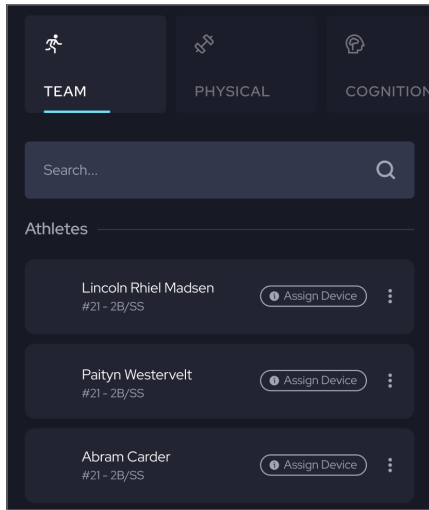 TEAM
PHYSICAL
COGNITION
Search...
Athletes
Lincoln Rhiel Madsen
#21 - 2B/SS
Assign Device
Paityn Westervelt
#21 - 2B/SS
Assign Device
Abram Carder
#21 - 2B/SS
Assign Device